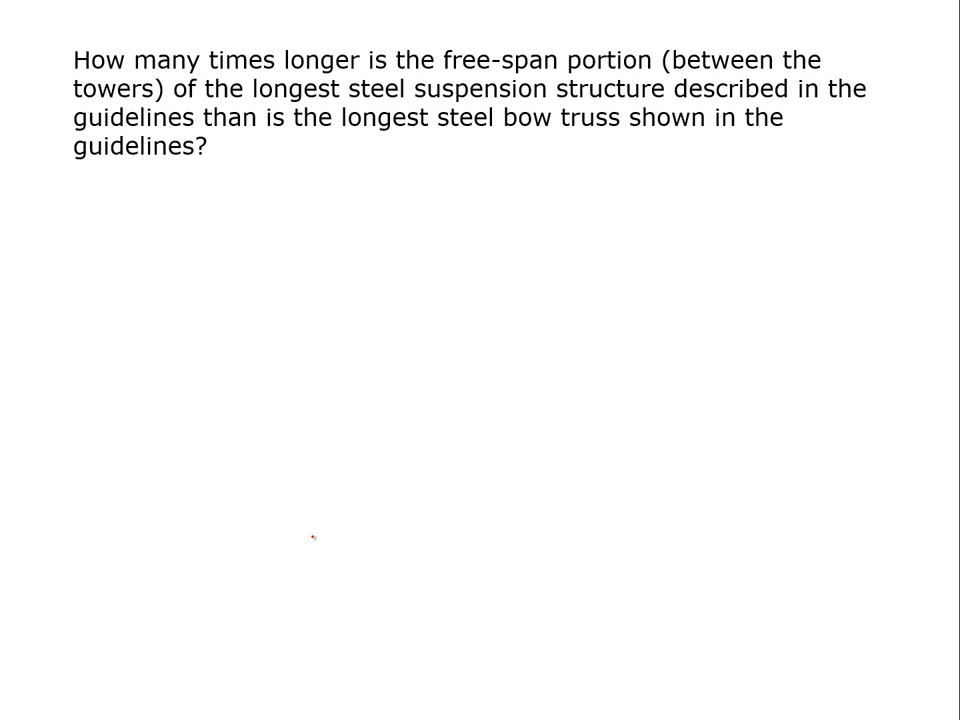 How many times longer is the free-span portion (between the
towers) of the longest steel suspension structure described in the
guidelines than is the longest steel bow truss shown in the
guidelines?